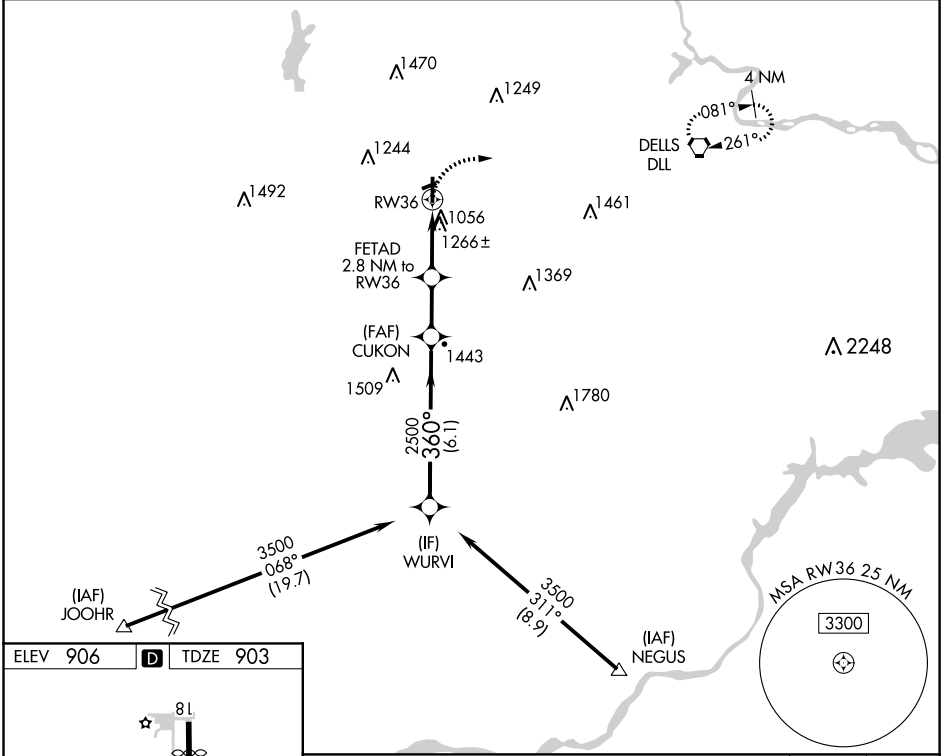 1470
1249
4 NM
081°
261°
DELLS
DLL
1244
1492
RW36
1461
1056
1266±
FETAD
2.8 NM to
RW36
1369
(FAF)
CUKON
1443
2248
1509
1780
2500
360°
(6.1)
(IF)
WURVI
3500
068°
(19.7)
3500
311°
(8.9)
(IAF)
JOOHR
(IAF)
NEGUS
MSA RW36 25 NM
3300
ELEV 906 D TDZE 903
18